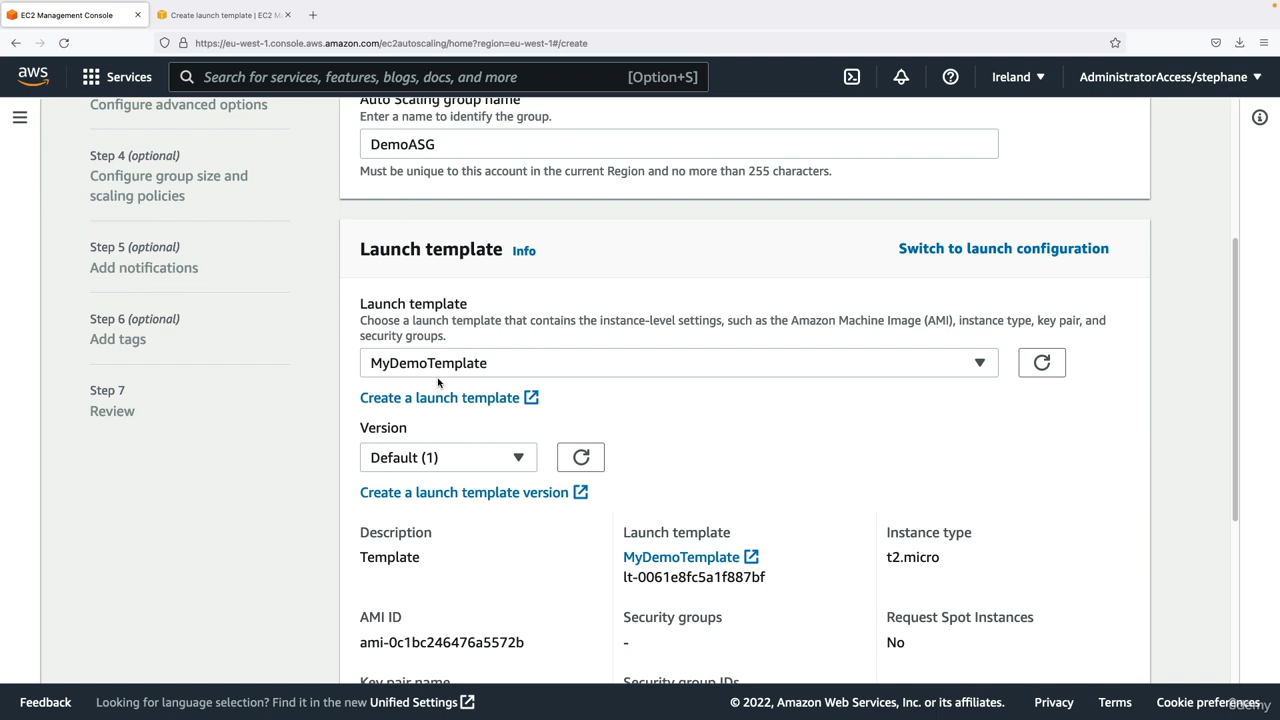 EC2 Management Console
Create launch template | EC2 M
https://eu-west-1.console.aws.amazon.com/ec2autoscaling/home?region=eu-west-1#/create
aws
Services
Search for services, features, blogs, docs, and more
[Option+S]
Ireland
AdministratorAccess/stephane
Configure advanced options
Step 4 (optional)
Configure group size and
scaling policies
Step 5 (optional)
Add notifications
Step 6 (optional)
Add tags
Step 7
Review
Auto Scaling group name
Enter a name to identify the group.
DemoASG
Must be unique to this account in the current Region and no more than 255 characters.
Launch template Info
Switch to launch configuration
Launch template
Choose a launch template that contains the instance-level settings, such as the Amazon Machine Image (AMI), instance type, key pair, and
security groups.
MyDemoTemplate
Create a launch template
Version
Default (1)
Create a launch template version
Description
Template
Launch template
MyDemoTemplate
lt-0061e8fc5a1f887bf
Instance type
t2.micro
AMI ID
ami-0c1bc246476a5572b
Security groups
-
Request Spot Instances
No
Key pair name
Security group IDs
Feedback
Looking for language selection? Find it in the new Unified Settings
© 2022, Amazon Web Services, Inc. or its affiliates.
Privacy
Terms
Cookie preferences
udemy